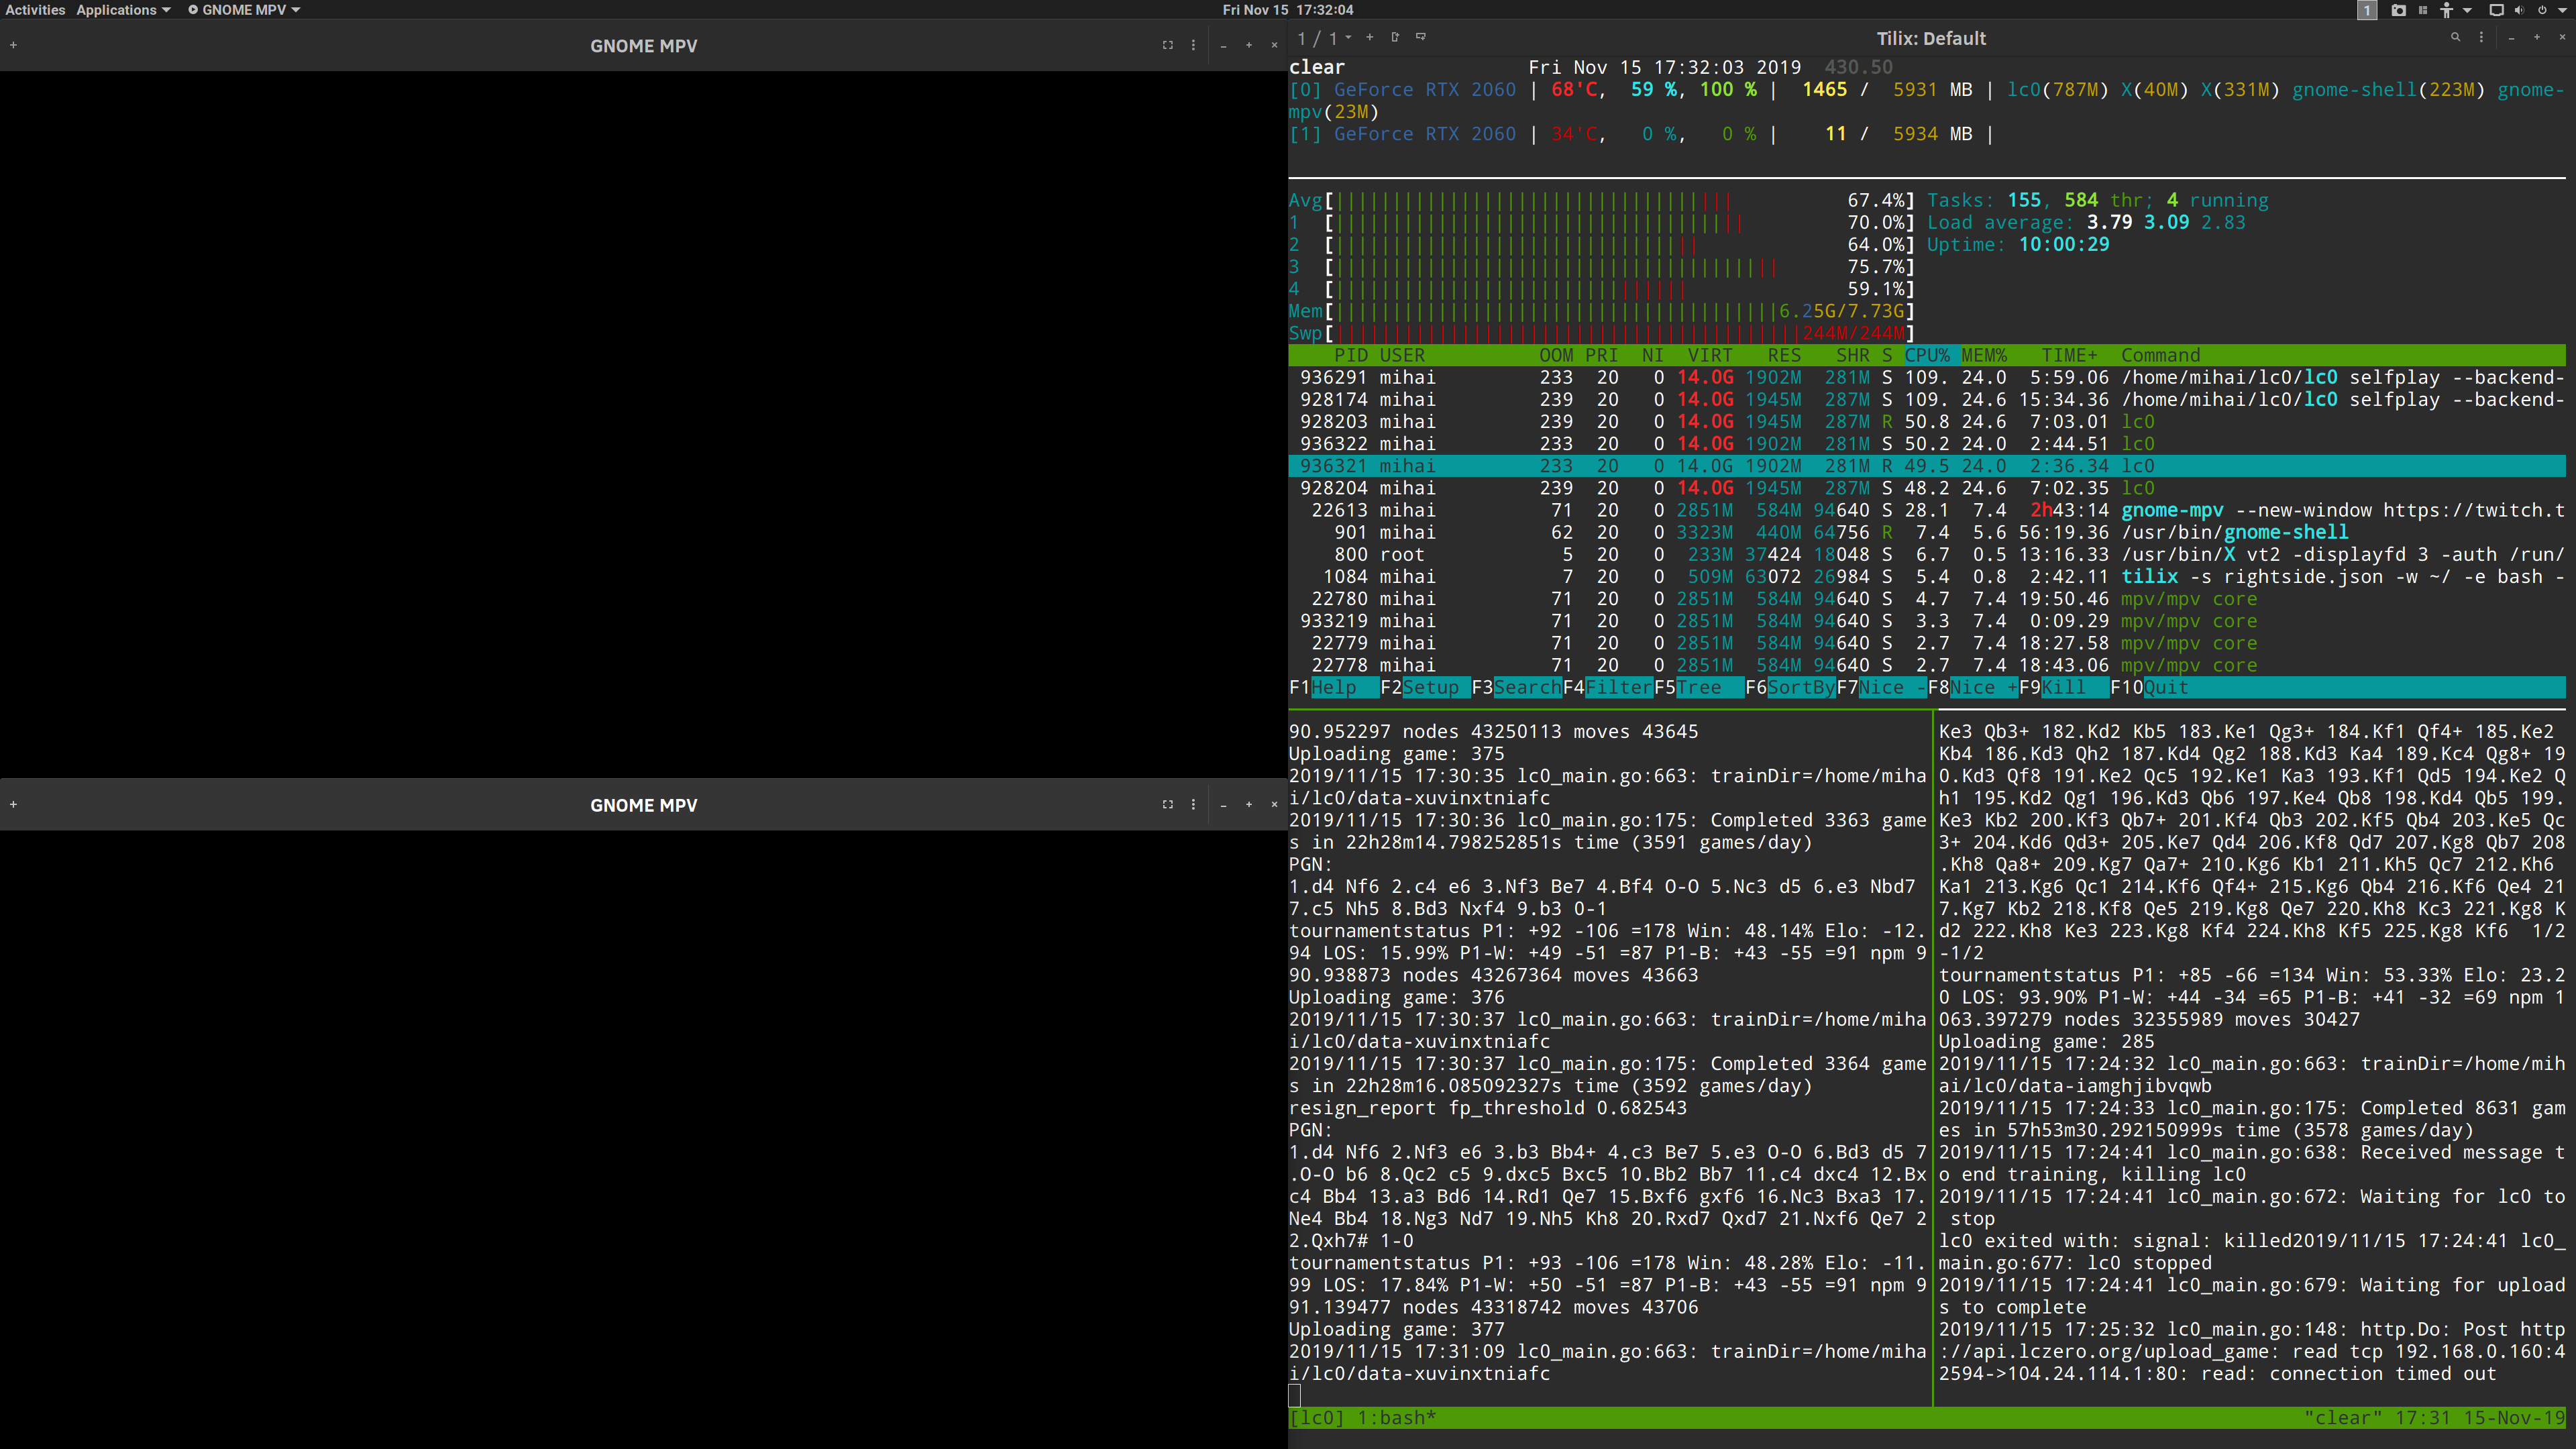 Activities Applications GNOME MPV Fri Nov 15 17:32:04 1
GNOME MPV
GNOME MPV
1 / 1 Tilix: Default
clear Fri Nov 15 17:32:03 2019 430.50
[0] GeForce RTX 2060 | 68'C, 59 %, 100 % | 1465 / 5931 MB | lc0(787M) X(40M) X(331M) gnome-shell(223M) gnome-
mpv(23M)
[1] GeForce RTX 2060 | 34'C, 0 %, 0 % | 11 / 5934 MB |
Avg[ 67.4%] Tasks: 155, 584 thr; 4 running
1 [ 70.0%] Load average: 3.79 3.09 2.83
2 [ 64.0%] Uptime: 10:00:29
3 [ 75.7%]
4 [ 59.1%]
Mem[ 6.25G/7.73G]
Swp[ 244M/244M]
PID USER OOM PRI NI VIRT RES SHR S CPU% MEM% TIME+ Command
936291 mihai 233 20 0 14.0G 1902M 281M S 109. 24.0 5:59.06 /home/mihai/lc0/lc0 selfplay --backend-
928174 mihai 239 20 0 14.0G 1945M 287M S 109. 24.6 15:34.36 /home/mihai/lc0/lc0 selfplay --backend-
928203 mihai 239 20 0 14.0G 1945M 287M R 50.8 24.6 7:03.01 lc0
936322 mihai 233 20 0 14.0G 1902M 281M S 50.2 24.0 2:44.51 lc0
936321 mihai 233 20 0 14.0G 1902M 281M R 49.5 24.0 2:36.34 lc0
928204 mihai 239 20 0 14.0G 1945M 287M S 48.2 24.6 7:02.35 lc0
22613 mihai 71 20 0 2851M 584M 94640 S 28.1 7.4 2h43:14 gnome-mpv --new-window https://twitch.t
901 mihai 62 20 0 3323M 440M 64756 R 7.4 5.6 56:19.36 /usr/bin/gnome-shell
800 root 5 20 0 233M 37424 18048 S 6.7 0.5 13:16.33 /usr/bin/X vt2 -displayfd 3 -auth /run/
1084 mihai 7 20 0 509M 63072 26984 S 5.4 0.8 2:42.11 tilix -s rightside.json -w ~/ -e bash -
22780 mihai 71 20 0 2851M 584M 94640 S 4.7 7.4 19:50.46 mpv/mpv core
933219 mihai 71 20 0 2851M 584M 94640 S 3.3 7.4 0:09.29 mpv/mpv core
22779 mihai 71 20 0 2851M 584M 94640 S 2.7 7.4 18:27.58 mpv/mpv core
22778 mihai 71 20 0 2851M 584M 94640 S 2.7 7.4 18:43.06 mpv/mpv core
F1Help F2Setup F3SearchF4FilterF5Tree F6SortByF7Nice -F8Nice +F9Kill F10Quit
90.952297 nodes 43250113 moves 43645
Uploading game: 375
2019/11/15 17:30:35 lc0_main.go:663: trainDir=/home/miha
i/lc0/data-xuvinxtniafc
2019/11/15 17:30:36 lc0_main.go:175: Completed 3363 game
s in 22h28m14.798252851s time (3591 games/day)
PGN:
1.d4 Nf6 2.c4 e6 3.Nf3 Be7 4.Bf4 O-O 5.Nc3 d5 6.e3 Nbd7
7.c5 Nh5 8.Bd3 Nxf4 9.b3 0-1
tournamentstatus P1: +92 -106 =178 Win: 48.14% Elo: -12.
94 LOS: 15.99% P1-W: +49 -51 =87 P1-B: +43 -55 =91 npm 9
90.938873 nodes 43267364 moves 43663
Uploading game: 376
2019/11/15 17:30:37 lc0_main.go:663: trainDir=/home/miha
i/lc0/data-xuvinxtniafc
2019/11/15 17:30:37 lc0_main.go:175: Completed 3364 game
s in 22h28m16.085092327s time (3592 games/day)
resign_report fp_threshold 0.682543
PGN:
1.d4 Nf6 2.Nf3 e6 3.b3 Bb4+ 4.c3 Be7 5.e3 O-O 6.Bd3 d5 7
.O-O b6 8.Qc2 c5 9.dxc5 Bxc5 10.Bb2 Bb7 11.c4 dxc4 12.Bx
c4 Bb4 13.a3 Bd6 14.Rd1 Qe7 15.Bxf6 gxf6 16.Nc3 Bxa3 17.
Ne4 Bb4 18.Ng3 Nd7 19.Nh5 Kh8 20.Rxd7 Qxd7 21.Nxf6 Qe7 2
2.Qxh7# 1-0
tournamentstatus P1: +93 -106 =178 Win: 48.28% Elo: -11.
99 LOS: 17.84% P1-W: +50 -51 =87 P1-B: +43 -55 =91 npm 9
91.139477 nodes 43318742 moves 43706
Uploading game: 377
2019/11/15 17:31:09 lc0_main.go:663: trainDir=/home/miha
i/lc0/data-xuvinxtniafc
Ke3 Qb3+ 182.Kd2 Kb5 183.Ke1 Qg3+ 184.Kf1 Qf4+ 185.Ke2
Kb4 186.Kd3 Qh2 187.Kd4 Qg2 188.Kd3 Ka4 189.Kc4 Qg8+ 19
0.Kd3 Qf8 191.Ke2 Qc5 192.Ke1 Ka3 193.Kf1 Qd5 194.Ke2 Q
h1 195.Kd2 Qg1 196.Kd3 Qb6 197.Ke4 Qb8 198.Kd4 Qb5 199.
Ke3 Kb2 200.Kf3 Qb7+ 201.Kf4 Qb3 202.Kf5 Qb4 203.Ke5 Qc
3+ 204.Kd6 Qd3+ 205.Ke7 Qd4 206.Kf8 Qd7 207.Kg8 Qb7 208
.Kh8 Qa8+ 209.Kg7 Qa7+ 210.Kg6 Kb1 211.Kh5 Qc7 212.Kh6
Ka1 213.Kg6 Qc1 214.Kf6 Qf4+ 215.Kg6 Qb4 216.Kf6 Qe4 21
7.Kg7 Kb2 218.Kf8 Qe5 219.Kg8 Qe7 220.Kh8 Kc3 221.Kg8 K
d2 222.Kh8 Ke3 223.Kg8 Kf4 224.Kh8 Kf5 225.Kg8 Kf6 1/2
-1/2
tournamentstatus P1: +85 -66 =134 Win: 53.33% Elo: 23.2
0 LOS: 93.90% P1-W: +44 -34 =65 P1-B: +41 -32 =69 npm 1
063.397279 nodes 32355989 moves 30427
Uploading game: 285
2019/11/15 17:24:32 lc0_main.go:663: trainDir=/home/mih
ai/lc0/data-iamghjibvqwb
2019/11/15 17:24:33 lc0_main.go:175: Completed 8631 gam
es in 57h53m30.292150999s time (3578 games/day)
2019/11/15 17:24:41 lc0_main.go:638: Received message t
o end training, killing lc0
2019/11/15 17:24:41 lc0_main.go:672: Waiting for lc0 to
stop
lc0 exited with: signal: killed2019/11/15 17:24:41 lc0_
main.go:677: lc0 stopped
2019/11/15 17:24:41 lc0_main.go:679: Waiting for upload
s to complete
2019/11/15 17:25:32 lc0_main.go:148: http.Do: Post http
://api.lczero.org/upload_game: read tcp 192.168.0.160:4
2594->104.24.114.1:80: read: connection timed out
[lc0] 1:bash* "clear" 17:31 15-Nov-19